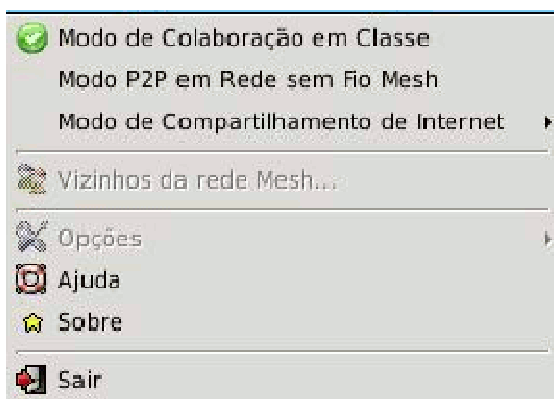 Modo de Colaboração em Classe
Modo P2P em Rede sem Fio Mesh
Modo de Compartilhamento de Internet
Vizinhos da rede Mesh...
Opções
Ajuda
Sobre
Sair